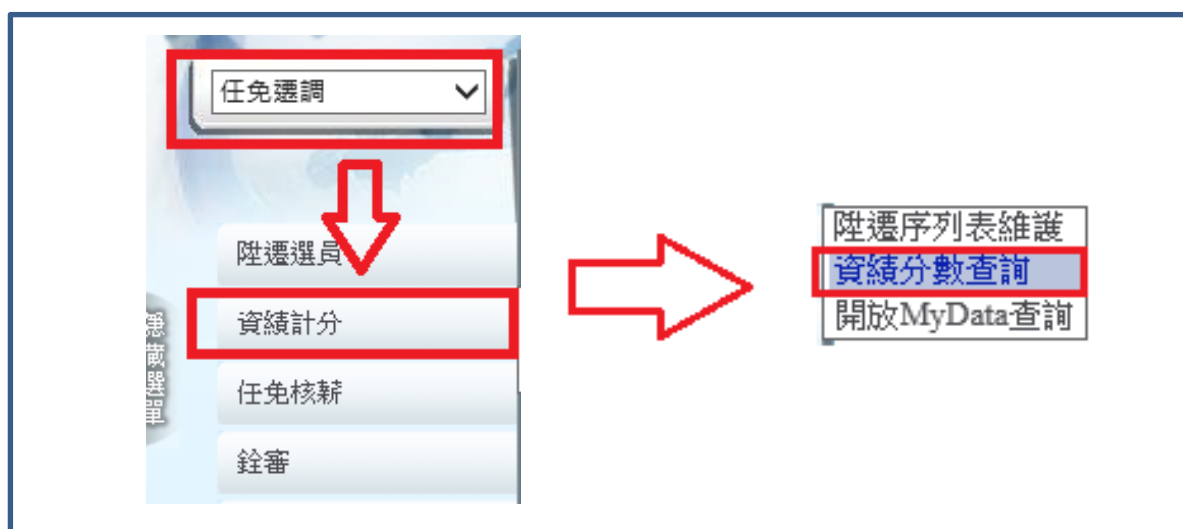 任免遷調
陞遷選員
資績計分
任免核薪
銓審
隱藏選單
陞遷序列表維護
資績分數查詢
開放MyData查詢